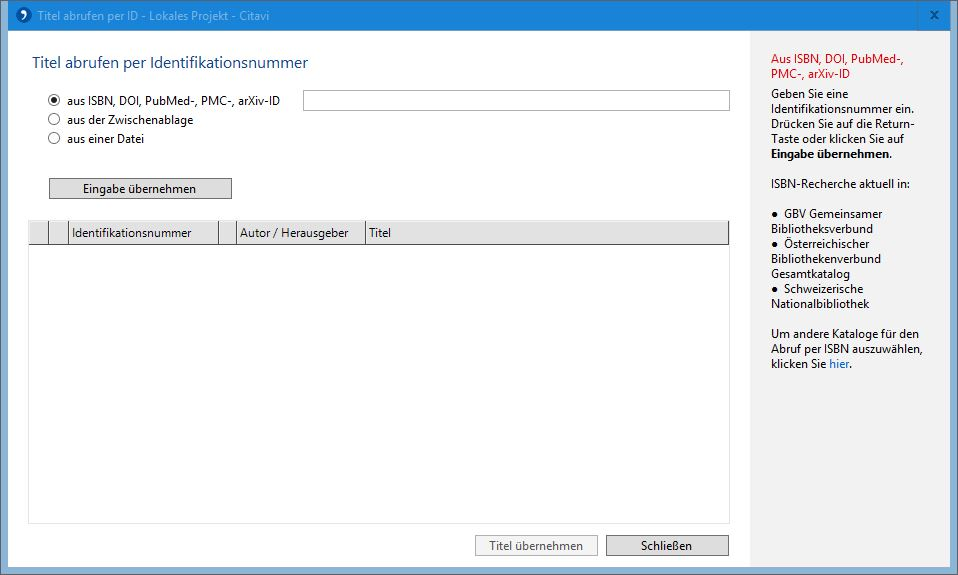 Titel abrufen per ID - Lokales Projekt - Citavi
Titel abrufen per Identifikationsnummer
aus ISBN, DOI, PubMed-, PMC-, arXiv-ID
aus der Zwischenablage
aus einer Datei
Eingabe übernehmen
Identifikationsnummer Autor / Herausgeber Titel
Titel übernehmen Schließen
Aus ISBN, DOI, PubMed-,
PMC-, arXiv-ID
Geben Sie eine
Identifikationsnummer ein.
Drücken Sie auf die Return-
Taste oder klicken Sie auf
Eingabe übernehmen.
ISBN-Recherche aktuell in:
● GBV Gemeinsamer
Bibliotheksverbund
● Österreichischer
Bibliothekenverbund
Gesamtkatalog
● Schweizerische
Nationalbibliothek
Um andere Kataloge für den
Abruf per ISBN auszuwählen,
klicken Sie hier.